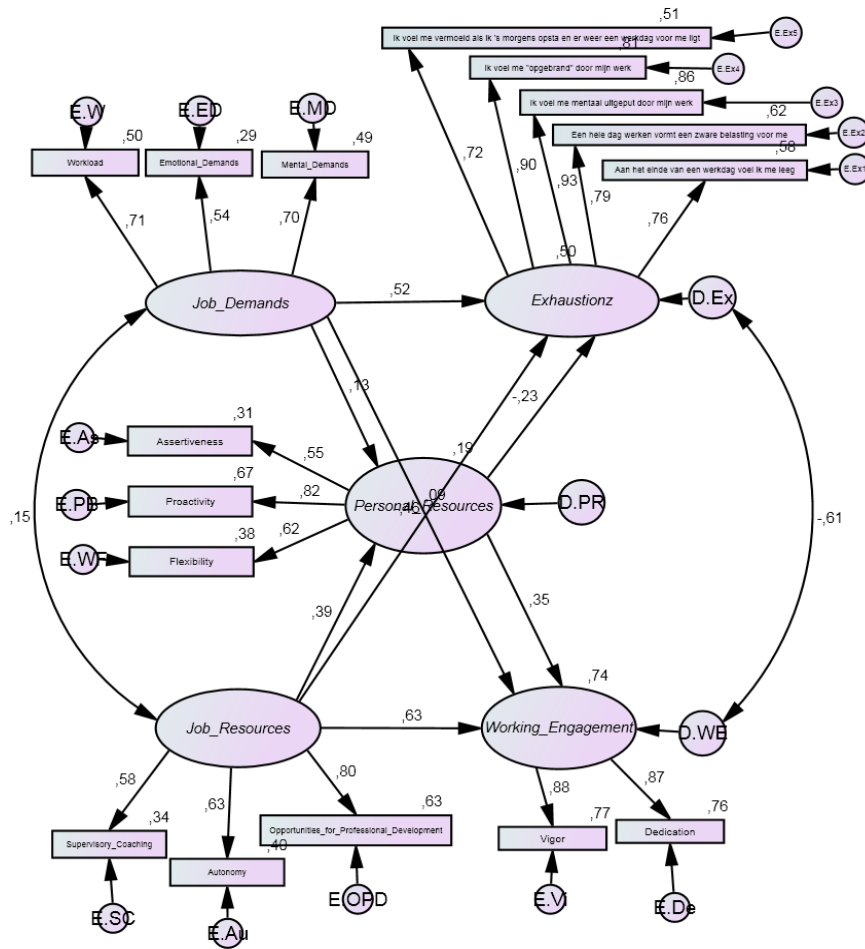 ,51
Ik voel me vermoeid als ik 's morgens opsta en er weer een werkdag voor me ligt
E.Ex5
,81
Ik voel me "opgebrand" door mijn werk
E.Ex4
,86
Ik voel me mentaal uitgeput door mijn werk
E.Ex3
,62
Een hele dag werken vormt een zware belasting voor me
E.Ex2
,58
Aan het einde van een werkdag voel ik me leeg
E.Ex1
E.W
E.ED
E.MD
,50
,29
,49
Workload
Emotional_Demands
Mental_Demands
,71
,54
,70
,72
,90
,93
,79
,76
,50
Job_Demands
,52
Exhaustionz
D.Ex
,13
-,23
,31
E.As
Assertiveness
,55
,19
,67
E.PB
Proactivity
,82
Personal_Resources
,09
D.PR
,38
E.WF
Flexibility
,62
,15
-,61
,39
,35
,74
Job_Resources
,63
Working_Engagement
D.WE
,58
,63
,80
,88
,87
,34
Supervisory_Coaching
,40
Autonomy
,63
Opportunities_for_Professional_Development
,77
Vigor
,76
Dedication
E.SC
E.Au
E.OPD
E.Vi
E.De